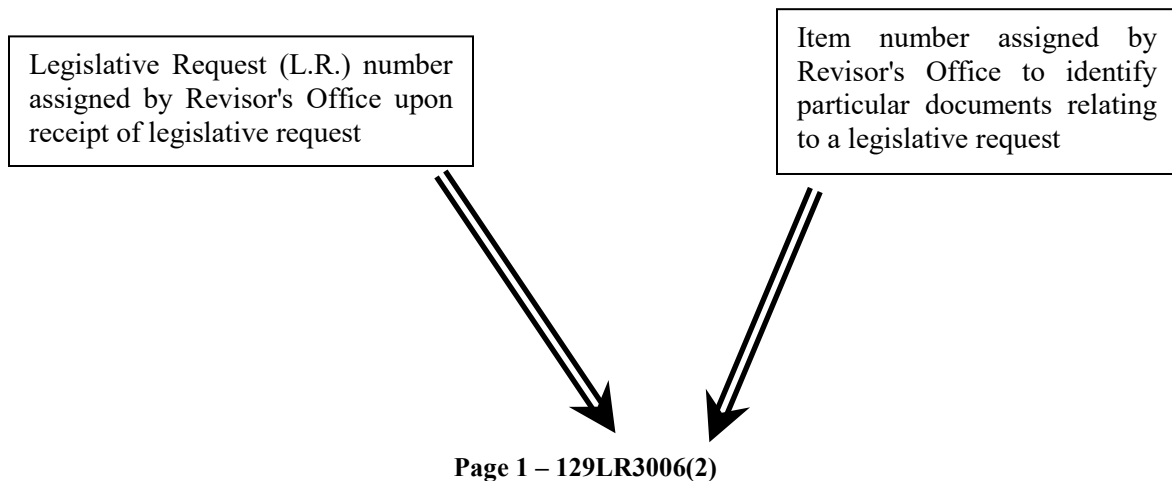 Legislative Request (L.R.) number
assigned by Revisor's Office upon
receipt of legislative request
Item number assigned by
Revisor's Office to identify
particular documents relating
to a legislative request
Page 1 – 129LR3006(2)